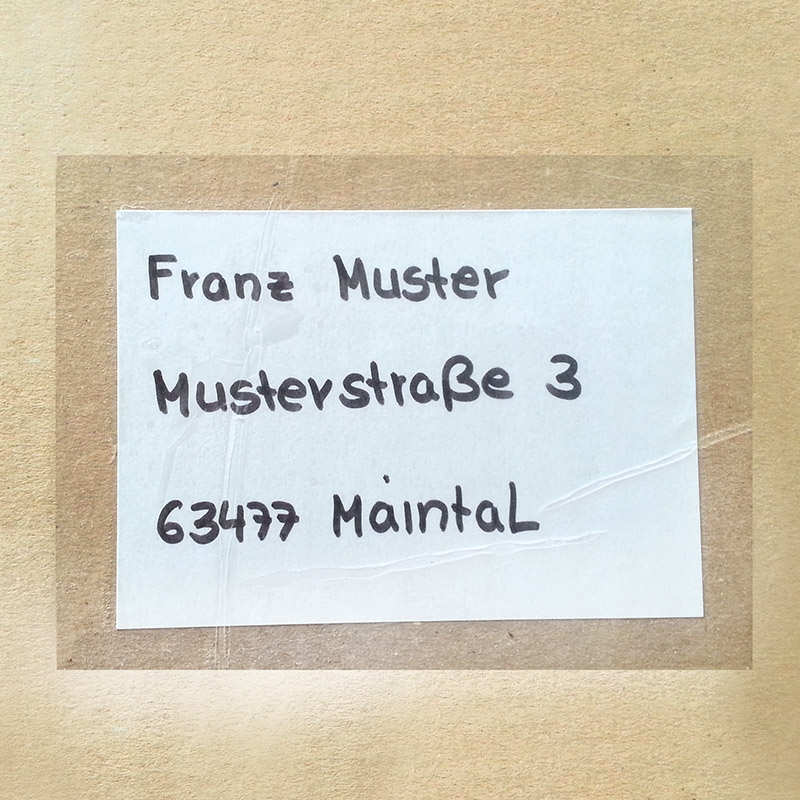 Franz Muster
Musterstraße 3
63477 Maintal